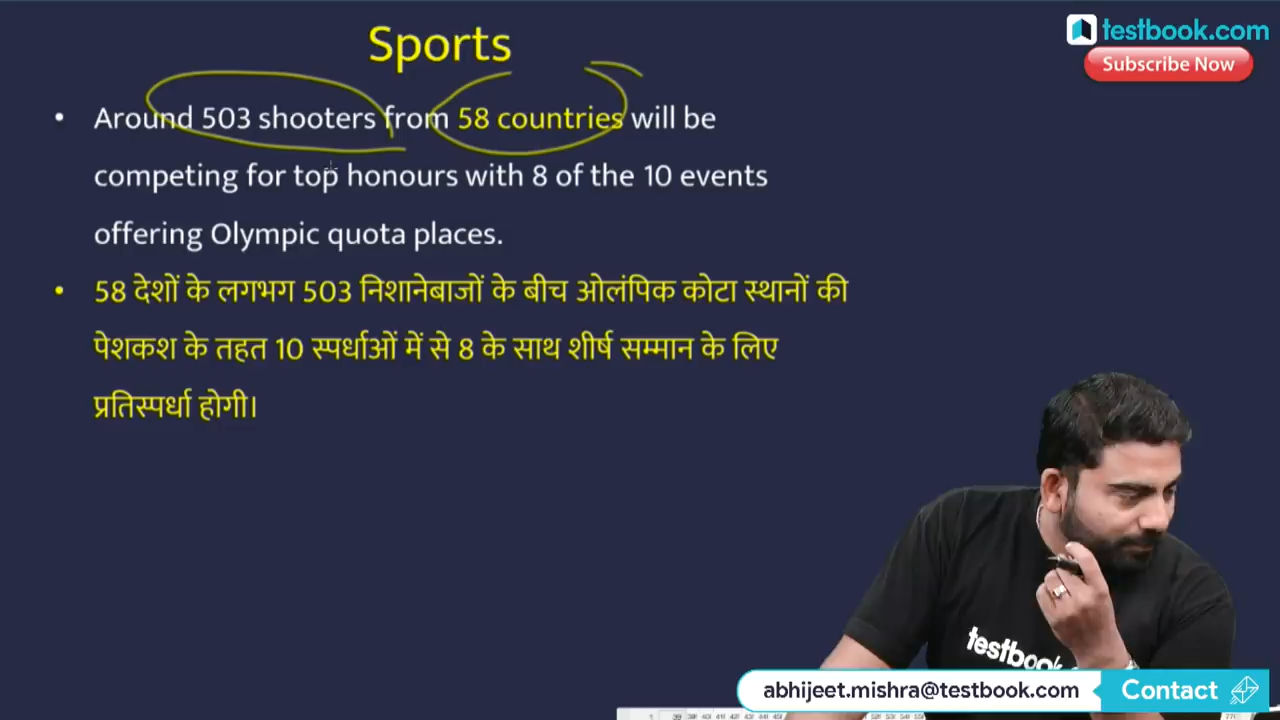 Sports
testbook.com
Subscribe Now
• Around 503 shooters from 58 countries will be
competing for top honours with 8 of the 10 events
offering Olympic quota places.
• 58 देशों के लगभग 503 निशानेबाजों के बीच ओलंपिक कोटा स्थानों की
पेशकश के तहत 10 स्पर्धाओं में से 8 के साथ शीर्ष सम्मान के लिए
प्रतिस्पर्धा होगी।
testbook
abhijeet.mishra@testbook.com
Contact